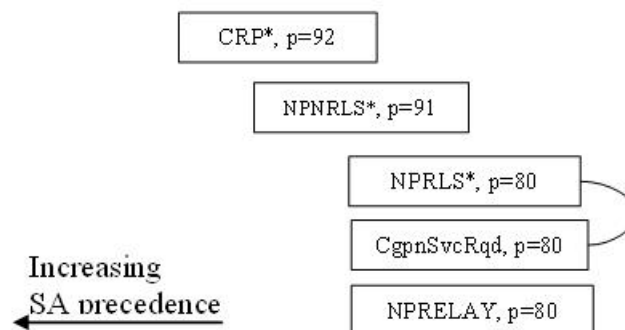 CRP*, p=92
NPNRLS*, p=91
NPRLS*, p=80
CgpnSvcRqd, p=80
NPRELAY, p=80
Increasing
SA precedence